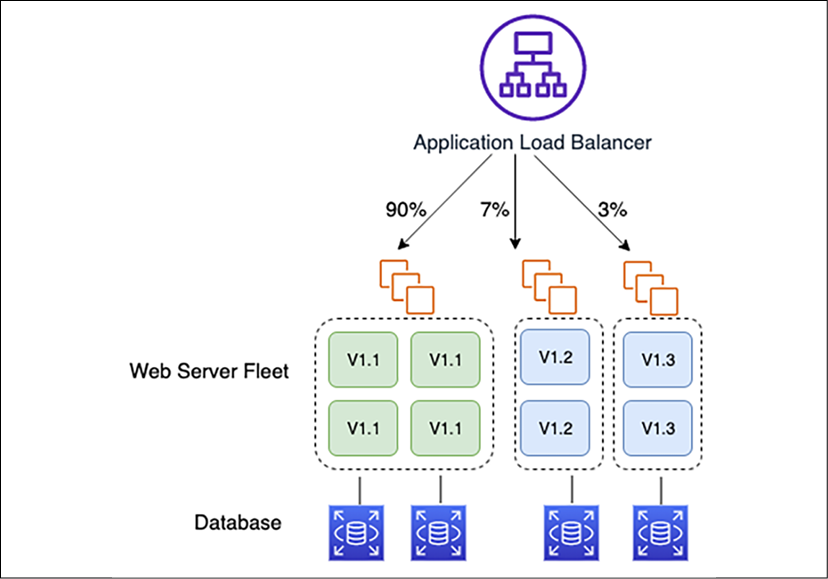 Application Load Balancer
90%
7%
3%
Web Server Fleet
V1.1
V1.1
V1.2
V1.3
V1.1
V1.1
V1.2
V1.3
Database